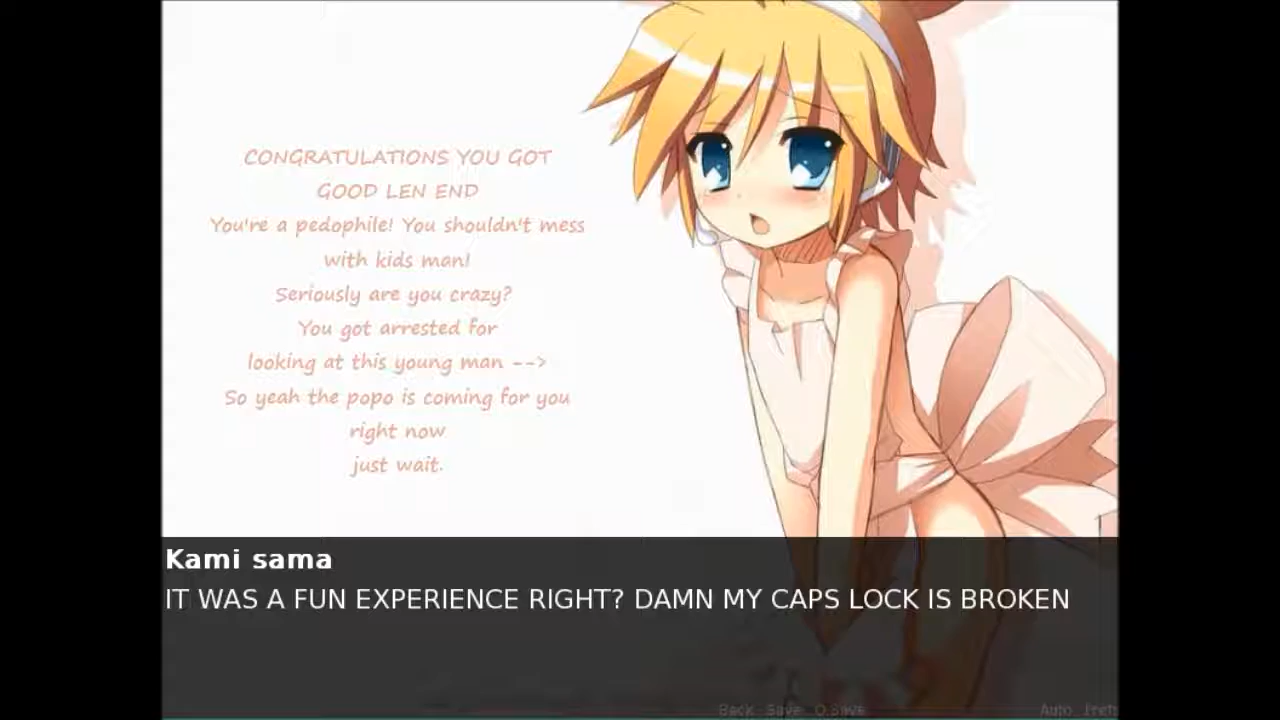 CONGRATULATIONS YOU GOT
GOOD LEN END
You're a pedophile! You shouldn't mess
with kids man!
Seriously are you crazy?
You got arrested for
looking at this young man -->
So yeah the popo is coming for you
right now
just wait.
Kami sama
IT WAS A FUN EXPERIENCE RIGHT? DAMN MY CAPS LOCK IS BROKEN
Back Save Q.Save Auto